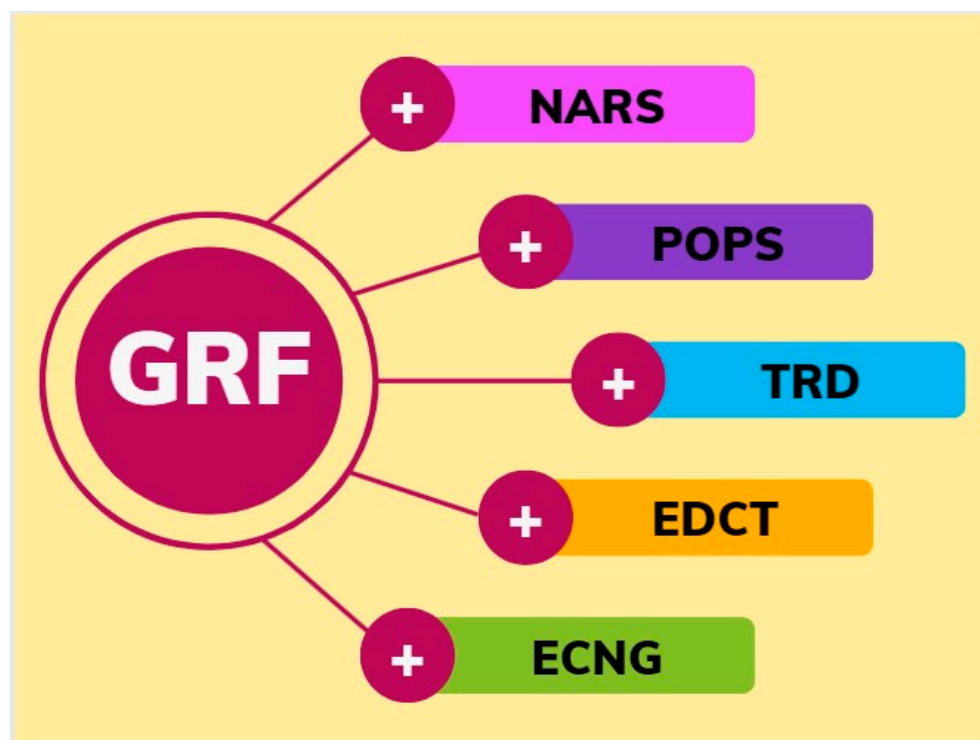 GRF
+ NARS
+ POPS
+ TRD
+ EDCT
+ ECNG